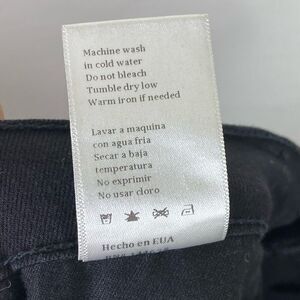 Machine wash
in cold water
Do not bleach
Tumble dry low
Warm iron if needed
Lavar a maquina
con agua fria
Secar a baja
temperatura
No exprimir
No usar cloro
Hecho en EUA